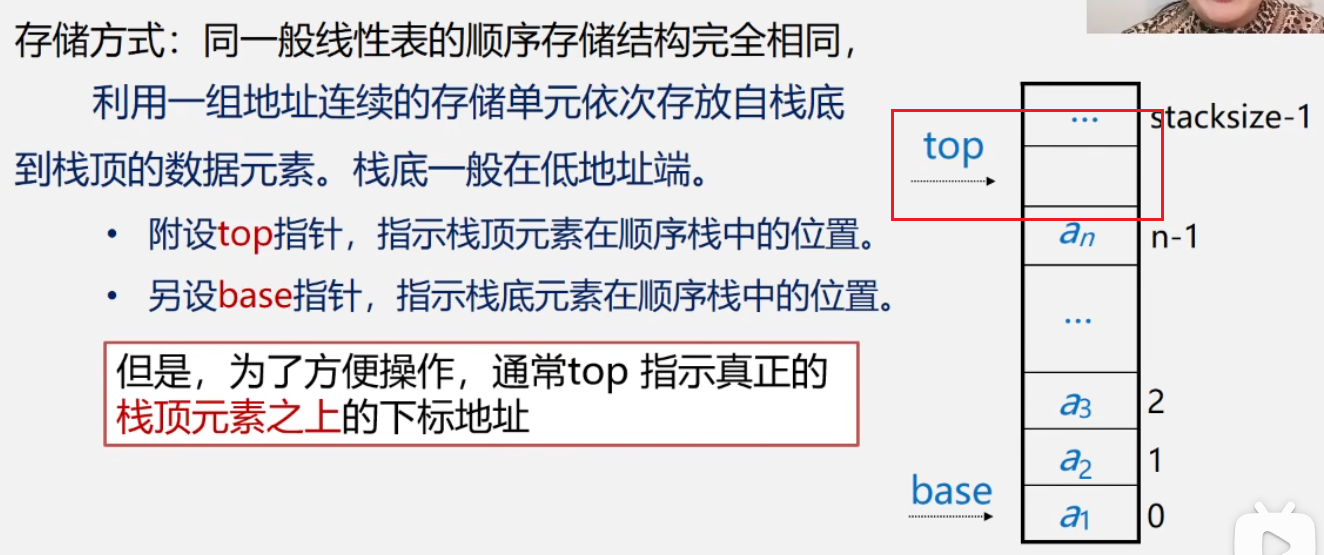 存储方式：同一般线性表的顺序存储结构完全相同，
利用一组地址连续的存储单元依次存放自栈底
到栈顶的数据元素。栈底一般在低地址端。
• 附设top指针，指示栈顶元素在顺序栈中的位置。
• 另设base指针，指示栈底元素在顺序栈中的位置。
但是，为了方便操作，通常top 指示真正的
栈顶元素之上的下标地址
… stacksize-1
top
an n-1
…
a3 2
a2 1
base
a1 0